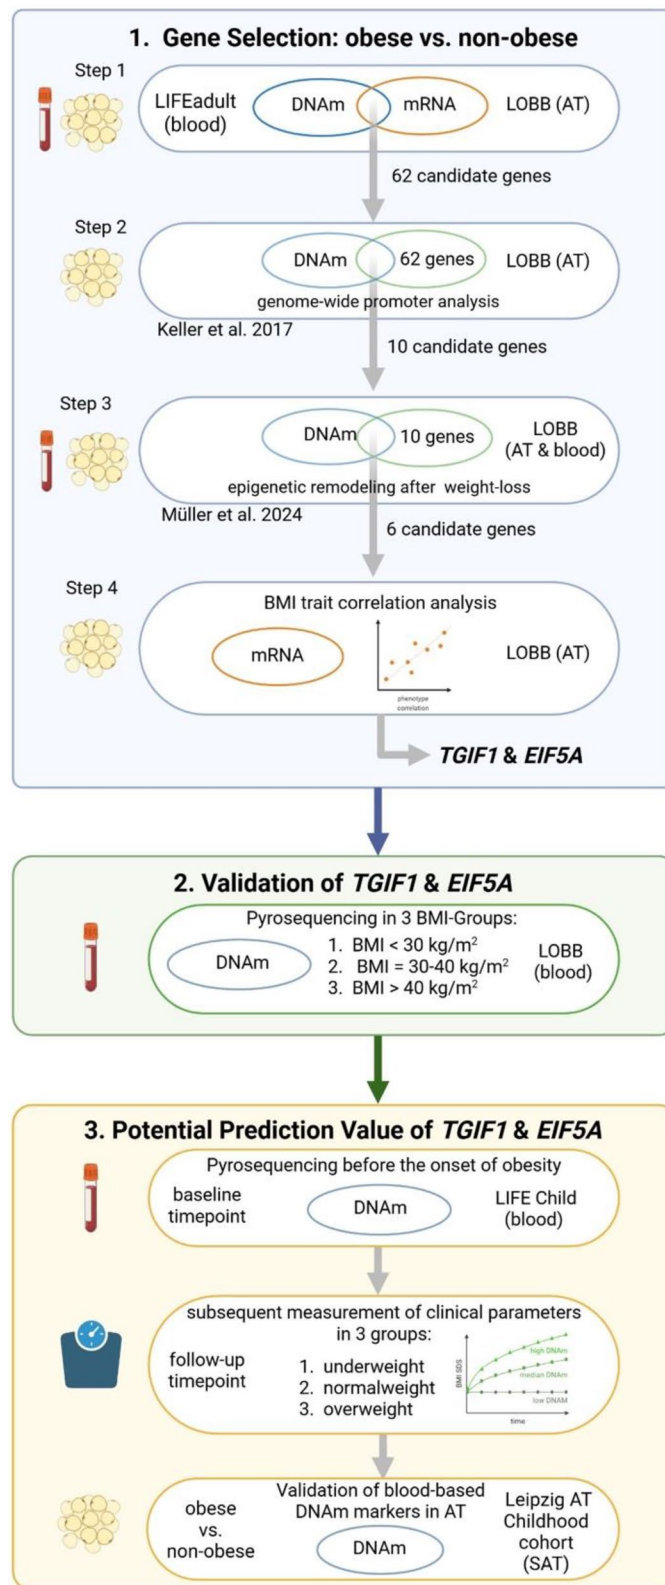 1. Gene Selection: obese vs. non-obese
Step 1
LIFEadult
(blood)
DNAm
mRNA
LOBB (AT)
62 candidate genes
Step 2
DNAm
62 genes
LOBB (AT)
genome-wide promoter analysis
Keller et al. 2017
10 candidate genes
Step 3
DNAm
10 genes
LOBB
(AT & blood)
epigenetic remodeling after weight-loss
Müller et al. 2024
6 candidate genes
Step 4
BMI trait correlation analysis
mRNA
phenotype
correlation
LOBB (AT)
TGIF1 & EIF5A
2. Validation of TGIF1 & EIF5A
Pyrosequencing in 3 BMI-Groups:
DNAm
1. BMI < 30 kg/m²
2. BMI = 30-40 kg/m²
3. BMI > 40 kg/m²
LOBB
(blood)
3. Potential Prediction Value of TGIF1 & EIF5A
Pyrosequencing before the onset of obesity
baseline
timepoint
DNAm
LIFE Child
(blood)
subsequent measurement of clinical parameters
in 3 groups:
follow-up
timepoint
1. underweight
2. normalweight
3. overweight
BMI SDS
high DNAm
median DNAm
low DNAM
time
obese
vs.
non-obese
Validation of blood-based
DNAm markers in AT
DNAm
Leipzig AT
Childhood
cohort
(SAT)